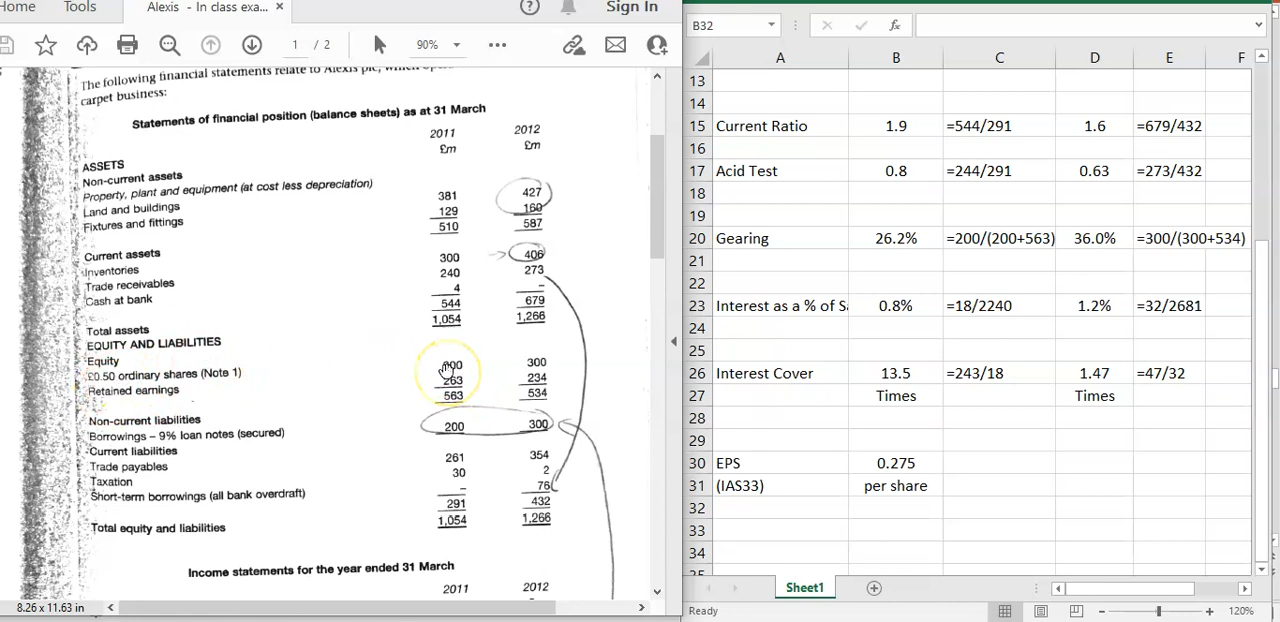 Home Tools Alexis - In class exa... × Sign In
1 / 2 90%
The following financial statements relate to Alexis plc, which
carpet business:
Statements of financial position (balance sheets) as at 31 March
2011 2012
£m £m
ASSETS
Non-current assets
Property, plant and equipment (at cost less depreciation)
Land and buildings 381 427
Fixtures and fittings 129 160
510 587
Current assets
Inventories 300 406
Trade receivables 240 273
Cash at bank 4 –
544 679
Total assets 1,054 1,266
EQUITY AND LIABILITIES
Equity
£0.50 ordinary shares (Note 1) 300
Retained earnings 263 234
563 534
Non-current liabilities
Borrowings – 9% loan notes (secured) 200 300
Current liabilities
Trade payables 261 354
Taxation 30 2
Short-term borrowings (all bank overdraft) – 76
291 432
Total equity and liabilities 1,054 1,266
Income statements for the year ended 31 March
2011 2012
8.26 x 11.63 in
B32 fx
A B C D E F
13
14
15 Current Ratio 1.9 =544/291 1.6 =679/432
16
17 Acid Test 0.8 =244/291 0.63 =273/432
18
19
20 Gearing 26.2% =200/(200+563) 36.0% =300/(300+534)
21
22
23 Interest as a % of Sa 0.8% =18/2240 1.2% =32/2681
24
25
26 Interest Cover 13.5 =243/18 1.47 =47/32
27 Times Times
28
29
30 EPS 0.275
31 (IAS33) per share
32
33
34
Sheet1
Ready 120%